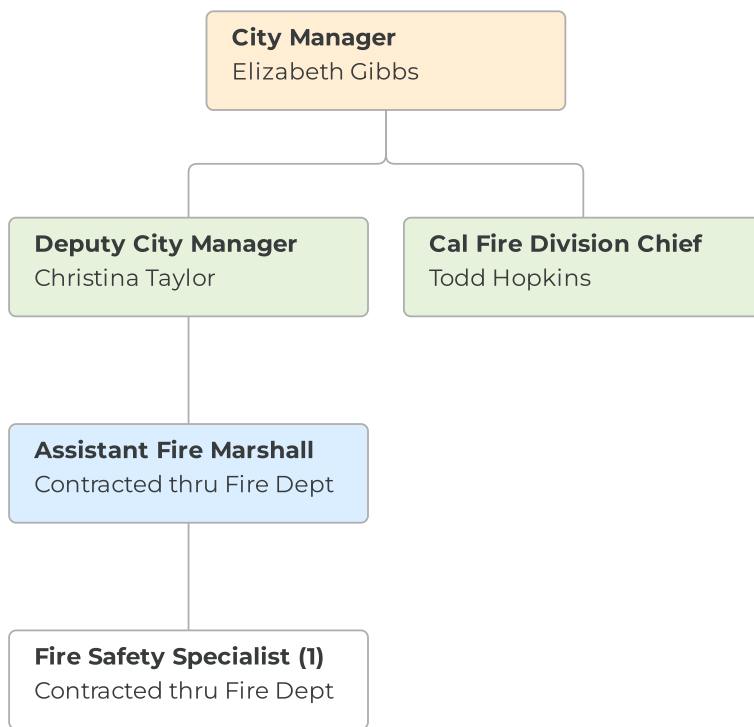 City Manager
Elizabeth Gibbs
Deputy City Manager
Christina Taylor
Cal Fire Division Chief
Todd Hopkins
Assistant Fire Marshall
Contracted thru Fire Dept
Fire Safety Specialist (1)
Contracted thru Fire Dept